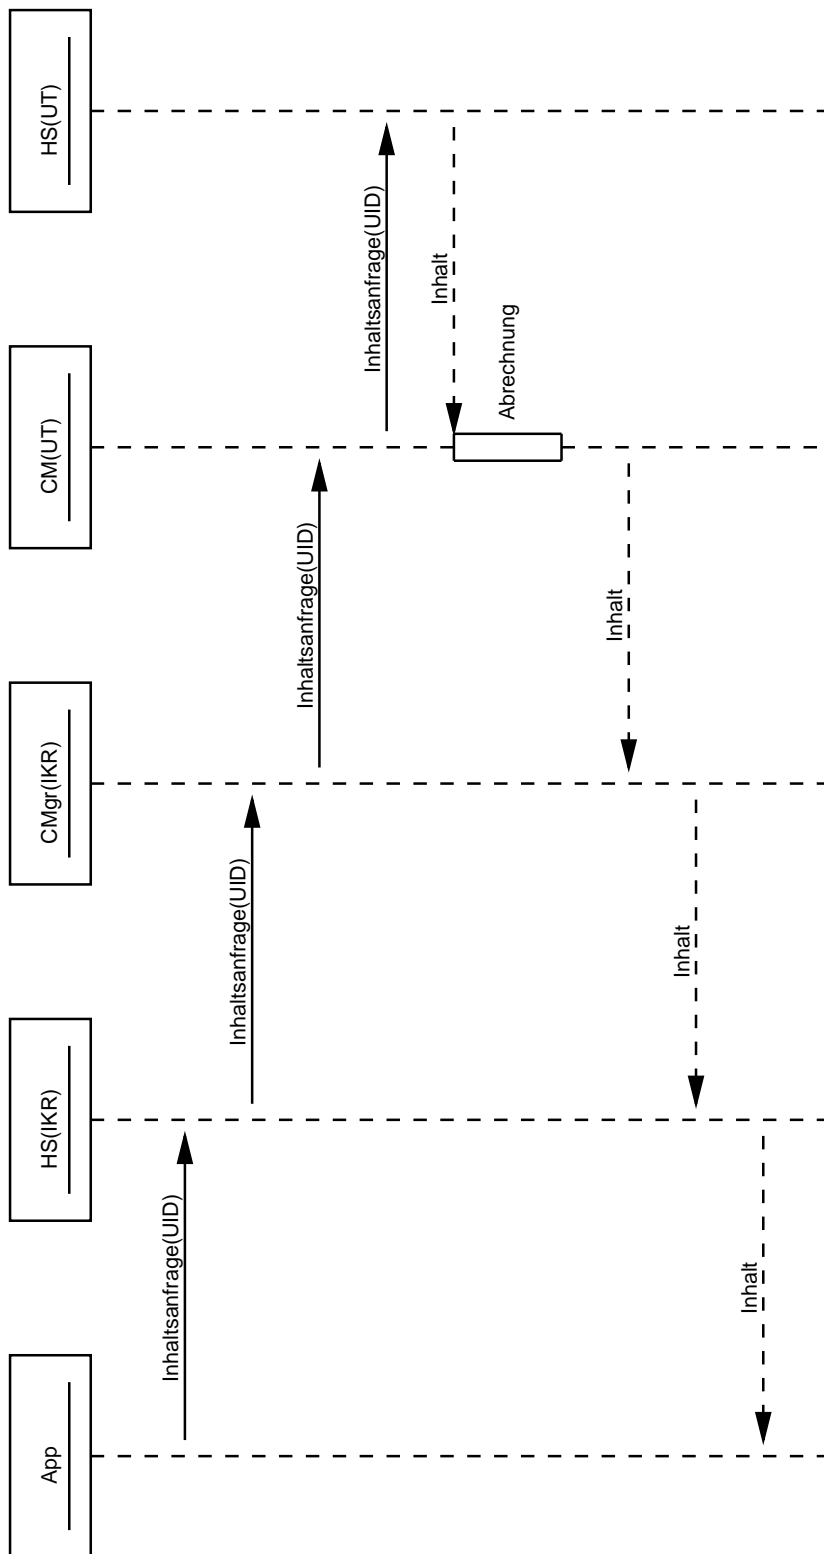 App
HS(IKR)
CMgr(IKR)
CM(UT)
HS(UT)
Inhaltsanfrage(UID)
Inhaltsanfrage(UID)
Inhaltsanfrage(UID)
Inhaltsanfrage(UID)
Inhalt
Abrechnung
Inhalt
Inhalt
Inhalt